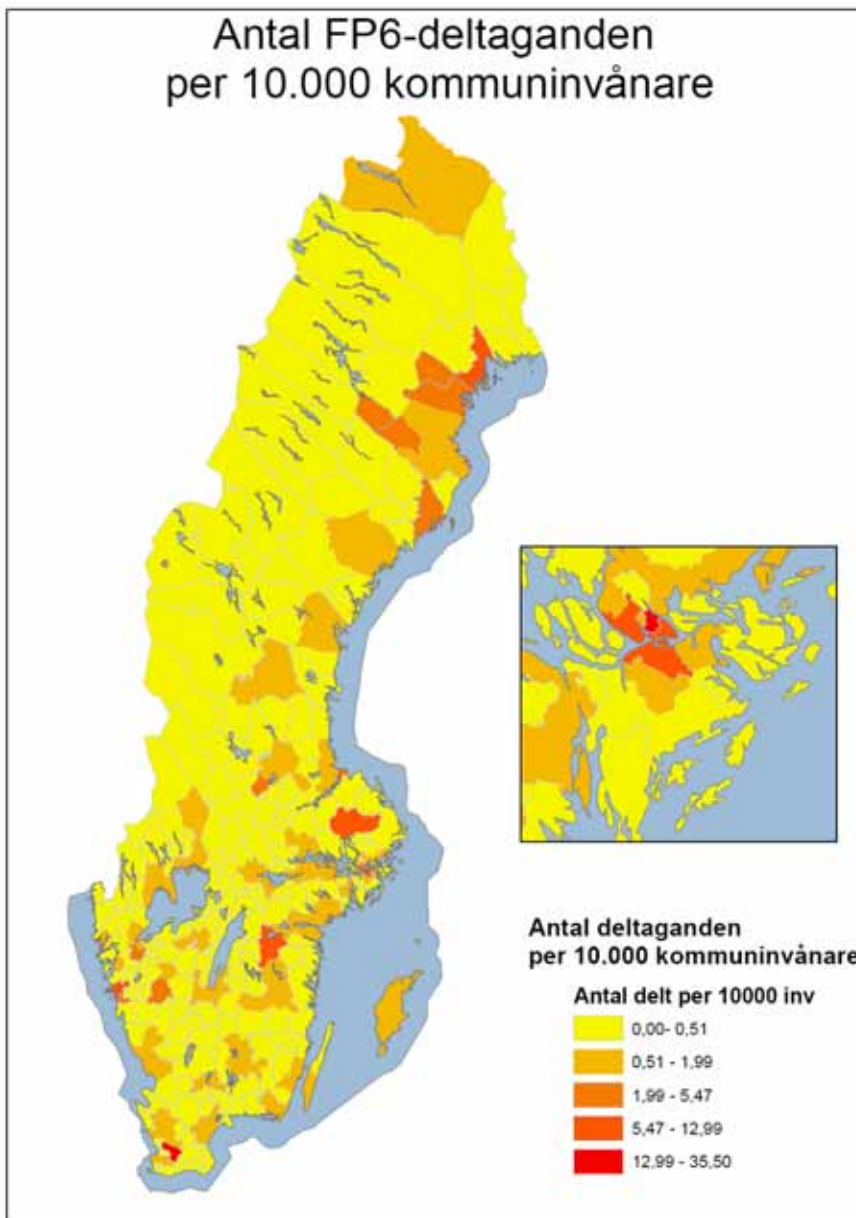 Antal FP6-deltaganden
per 10.000 kommuninvånare
Antal deltaganden
per 10.000 kommuninvånare
Antal delt per 10000 inv
0,00- 0,51
0,51 - 1,99
1,99 - 5,47
5,47 - 12,99
12,99 - 35,50